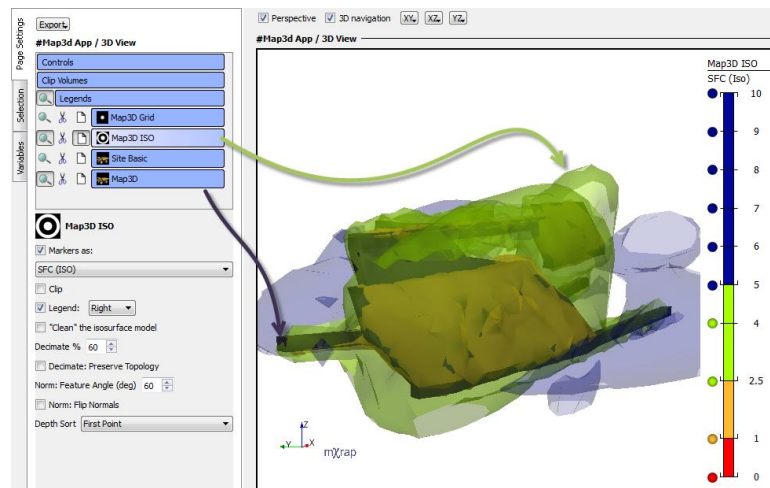 Page Settings
Selection
Variables
Export
#Map3d App / 3D View
Controls
Clip Volumes
Legends
Map3D Grid
Map3D ISO
Site Basic
Map3D
Map3D ISO
Markers as:
SFC (ISO)
Clip
Legend: Right
"Clean" the isosurface model
Decimate % 60
Decimate: Preserve Topology
Norm: Feature Angle (deg) 60
Norm: Flip Normals
Depth Sort First Point
Perspective 3D navigation XY XZ YZ
#Map3d App / 3D View
Map3D ISO
SFC (Iso)
10
9
8
7
6
5
4
2.5
1
0
Z
Y X
mXrap